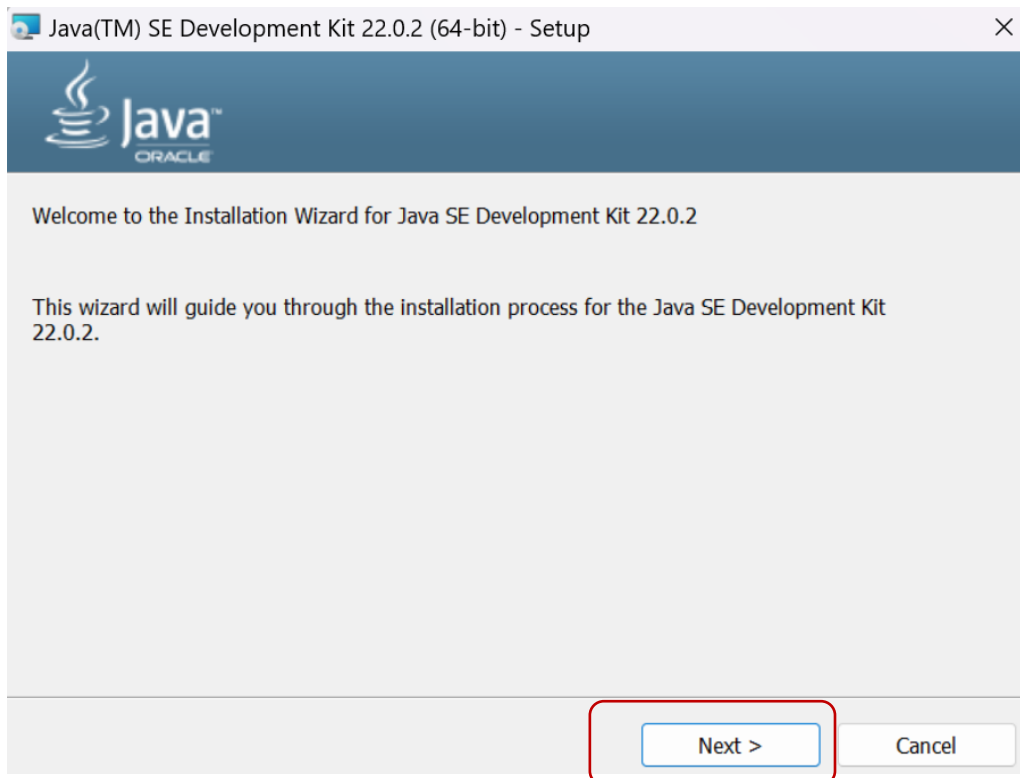 Java(TM) SE Development Kit 22.0.2 (64-bit) - Setup
Java™
ORACLE
Welcome to the Installation Wizard for Java SE Development Kit 22.0.2
This wizard will guide you through the installation process for the Java SE Development Kit
22.0.2.
Next >
Cancel